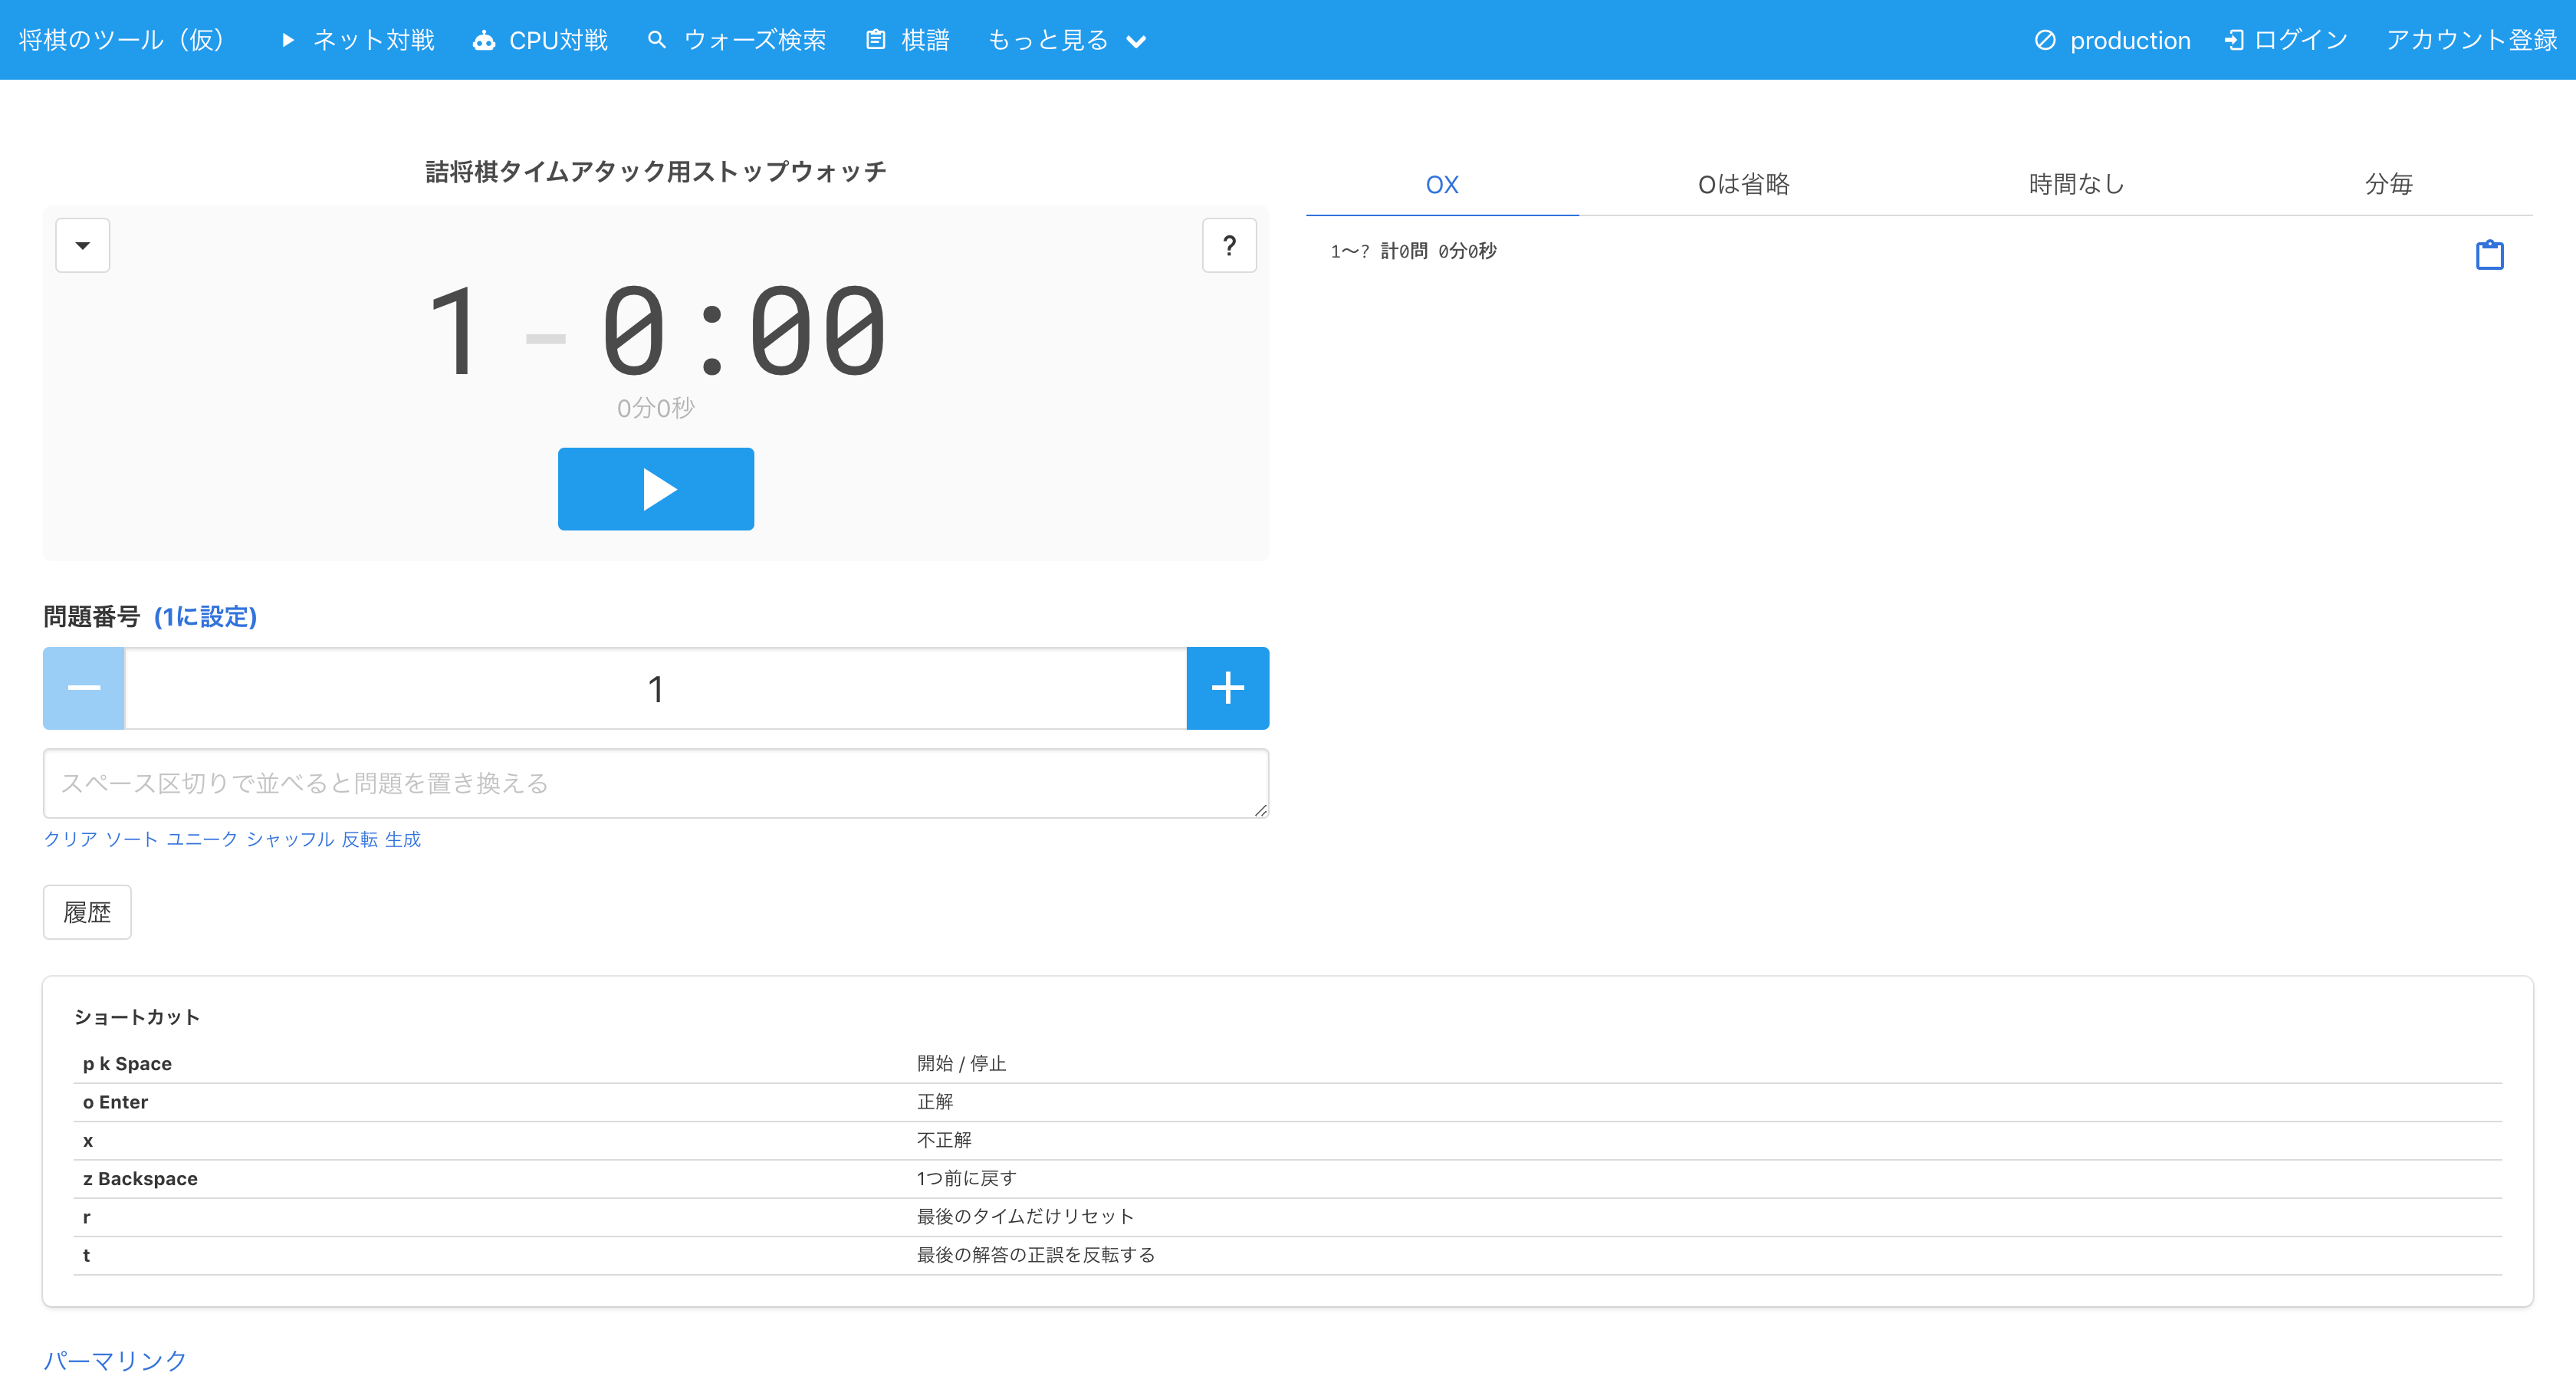 将棋のツール（仮） ネット対戦 CPU対戦 ウォーズ検索 棋譜 もっと見る production ログイン アカウント登録
詰将棋タイムアタック用ストップウォッチ
?
1 - 0:00
0分0秒
問題番号 (1に設定)
1
スペース区切りで並べると問題を置き換える
クリア ソート ユニーク シャッフル 反転 生成
履歴
OX Oは省略 時間なし 分毎
1〜? 計0問 0分0秒
ショートカット
p k Space 開始 / 停止
o Enter 正解
x 不正解
z Backspace 1つ前に戻す
r 最後のタイムだけリセット
t 最後の解答の正誤を反転する
パーマリンク